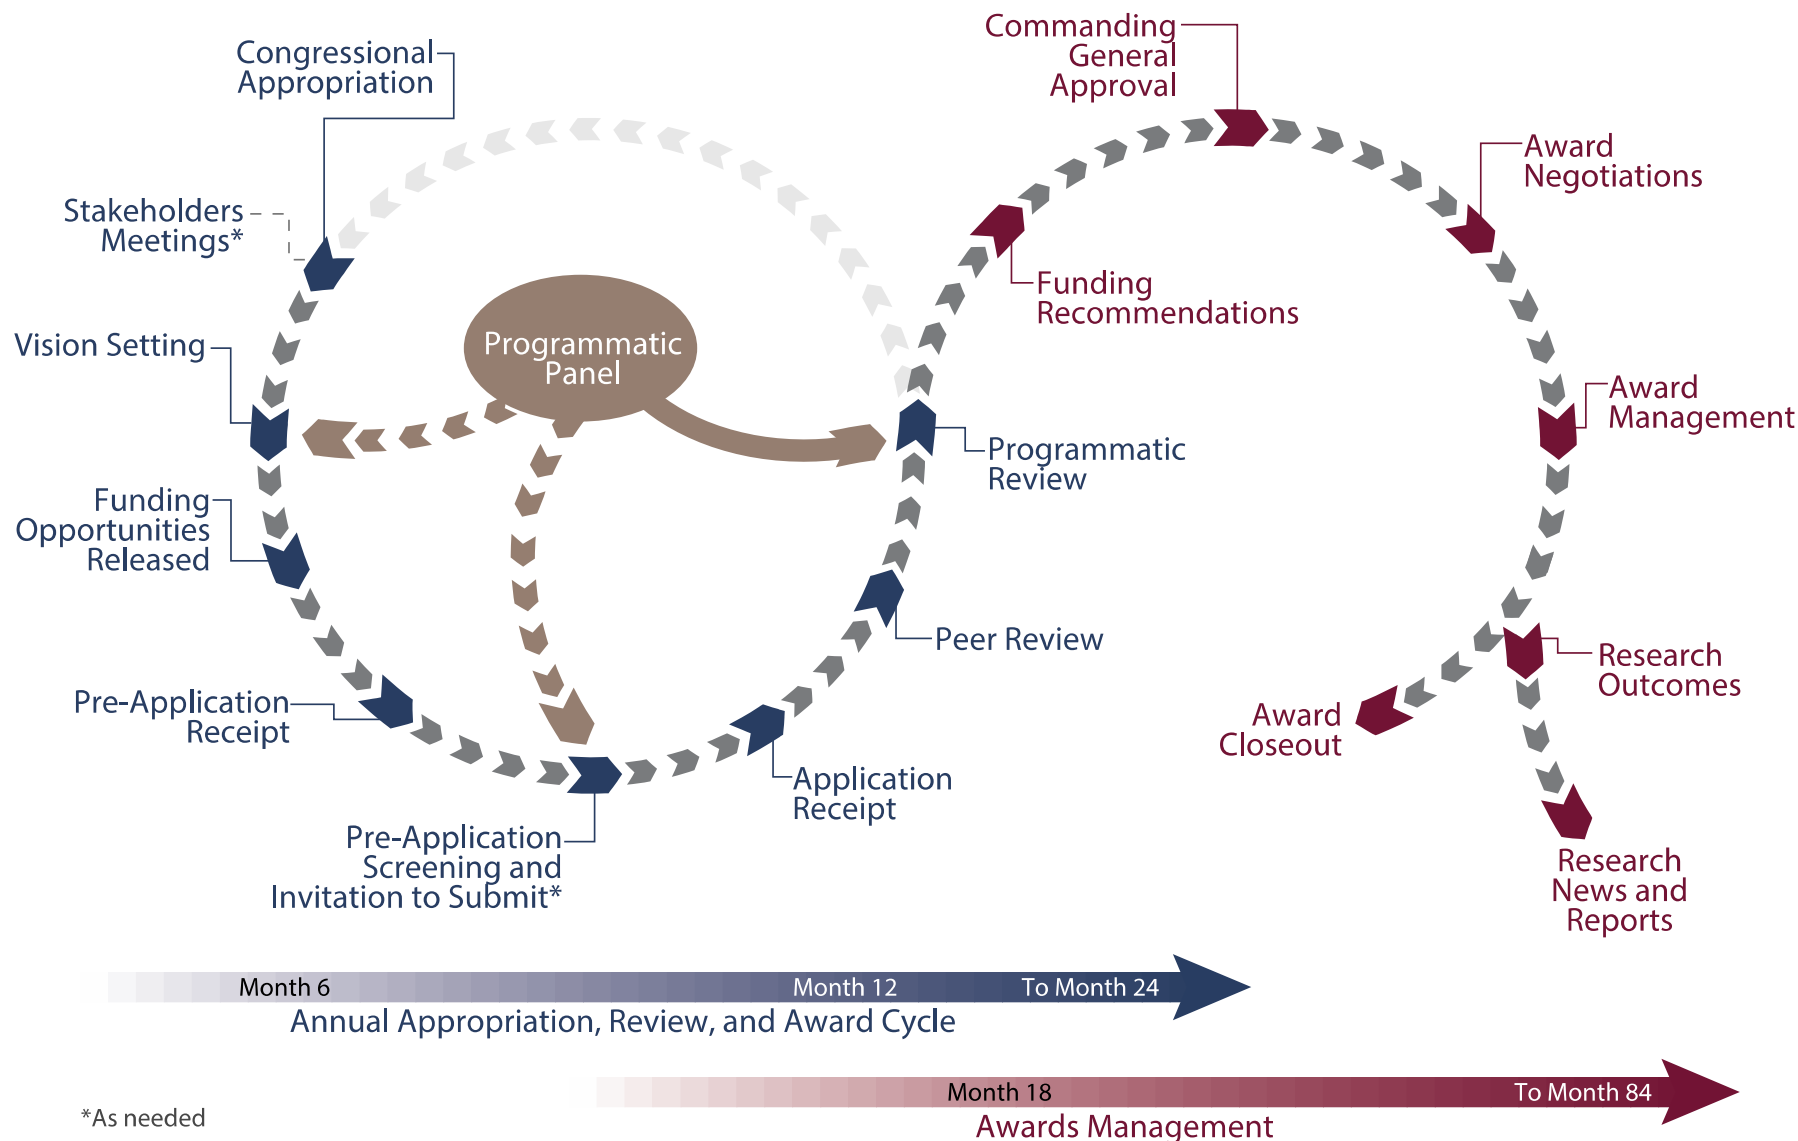 Congressional
Appropriation
Stakeholders
Meetings*
Vision Setting
Funding
Opportunities
Released
Pre-Application
Receipt
Pre-Application
Screening and
Invitation to Submit*
Application
Receipt
Peer Review
Programmatic
Review
Programmatic
Panel
Funding
Recommendations
Commanding
General
Approval
Award
Negotiations
Award
Management
Research
Outcomes
Award
Closeout
Research
News and
Reports
Month 6
Month 12
To Month 24
Annual Appropriation, Review, and Award Cycle
Month 18
To Month 84
Awards Management
*As needed